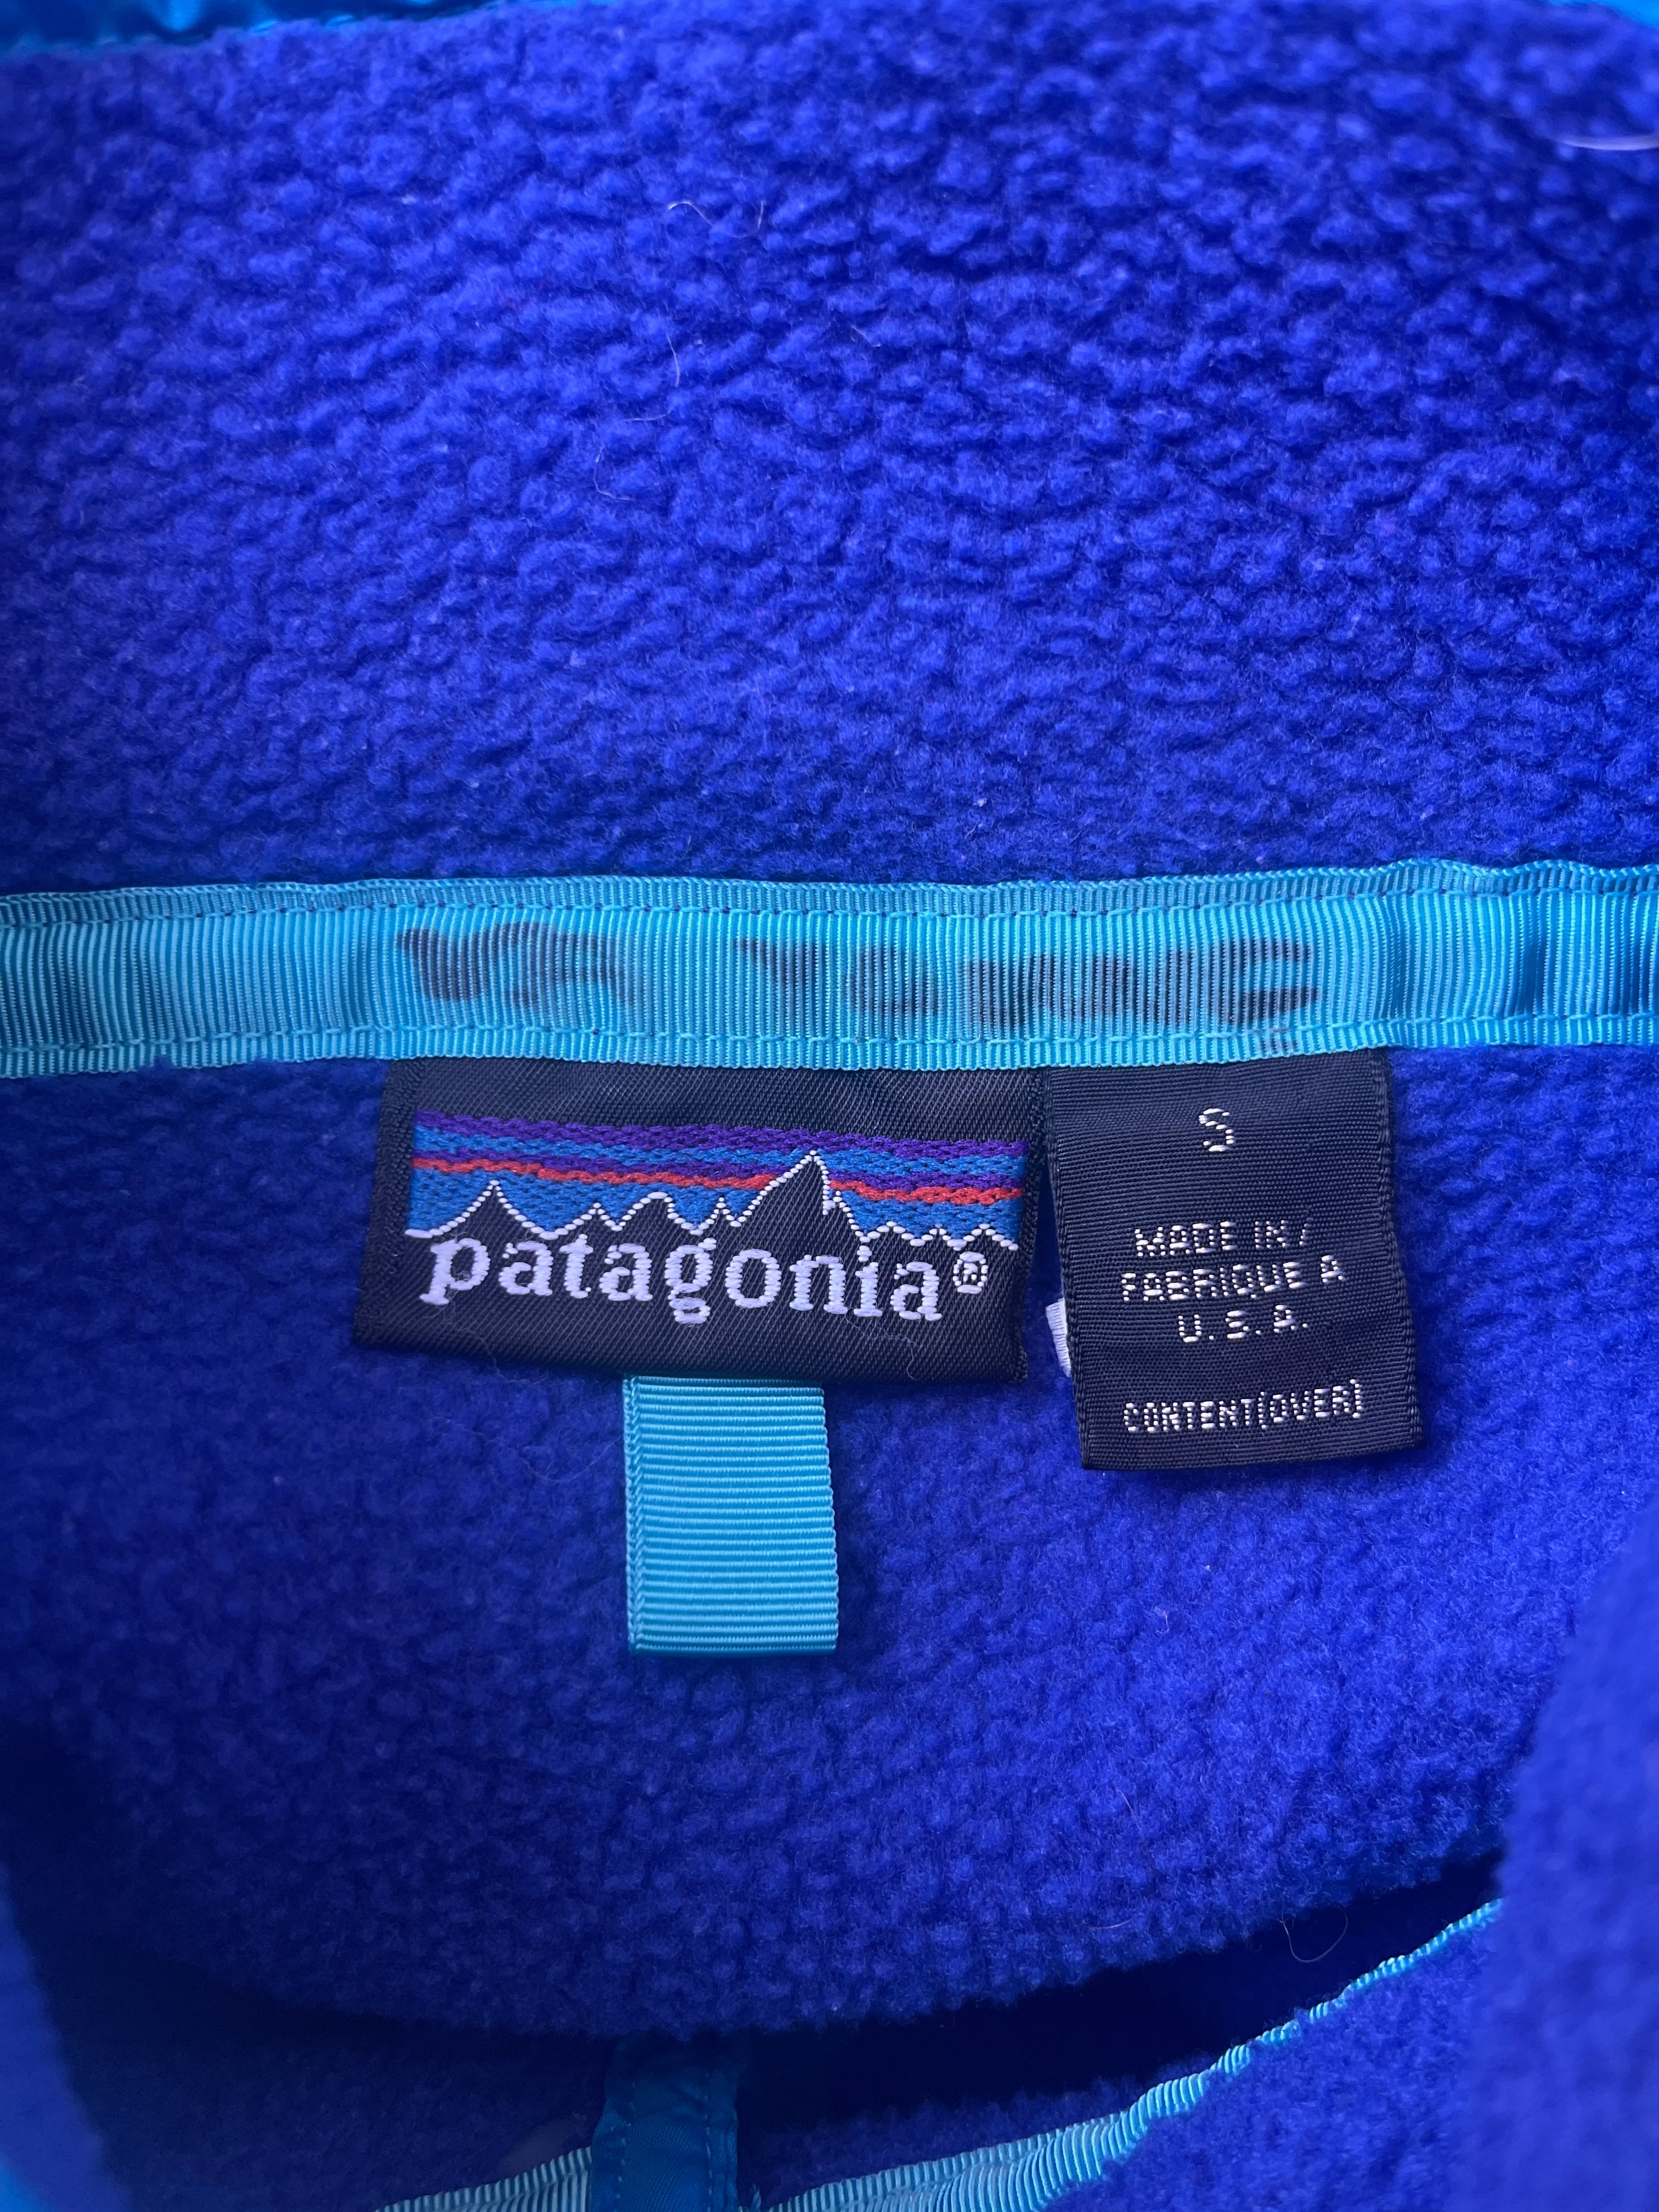 patagonia®
S
MADE IN /
FABRIQUE A
U.S.A.
CONTENT(OVER)